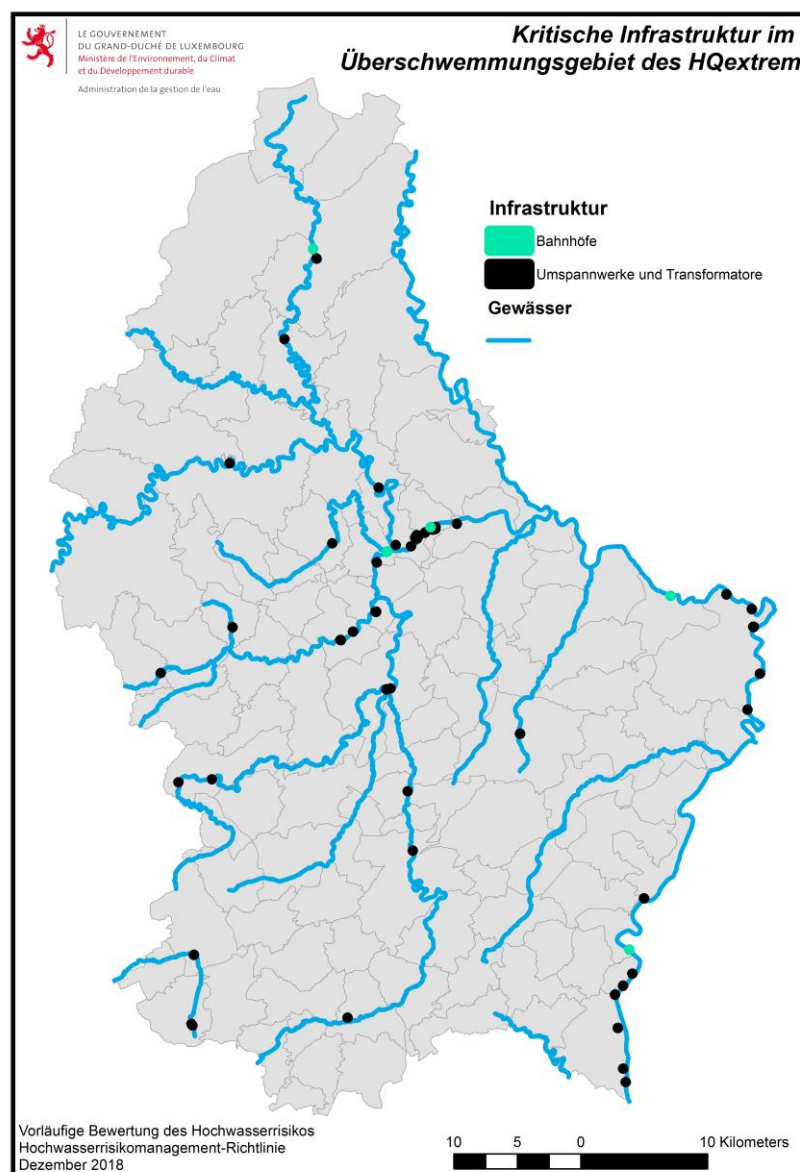 LE GOUVERNEMENT
DU GRAND-DUCHÉ DE LUXEMBOURG
Ministère de l'Environnement, du Climat
et du Développement durable
Administration de la gestion de l'eau
Kritische Infrastruktur im
Überschwemmungsgebiet des HQextrem
Infrastruktur
Bahnhöfe
Umspannwerke und Transformatore
Gewässer
Vorläufige Bewertung des Hochwasserrisikos
Hochwasserrisikomanagement-Richtlinie
Dezember 2018
10 5 0 10 Kilometers